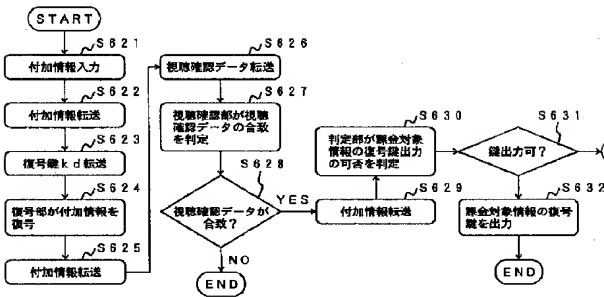 START
S621
付加情報入力
S622
付加情報転送
S623
復号鍵kd転送
S624
復号部が付加情報を
復号
S625
付加情報転送
S626
視聴確認データ転送
S627
視聴確認部が視聴
確認データの合致
を判定
S628
視聴確認データが
合致?
YES
NO
END
S629
付加情報転送
S630
判定部が課金対象
情報の復号鍵出力
の可否を判定
S631
鍵出力可?
S632
課金対象情報の復号
鍵を出力
END